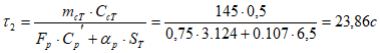 τ₂ = (m_cT · C_cT) / (F_p · C_p' + α_p · S_T) = (145 · 0,5) / (0,75 · 3.124 + 0.107 · 6,5) = 23,86c